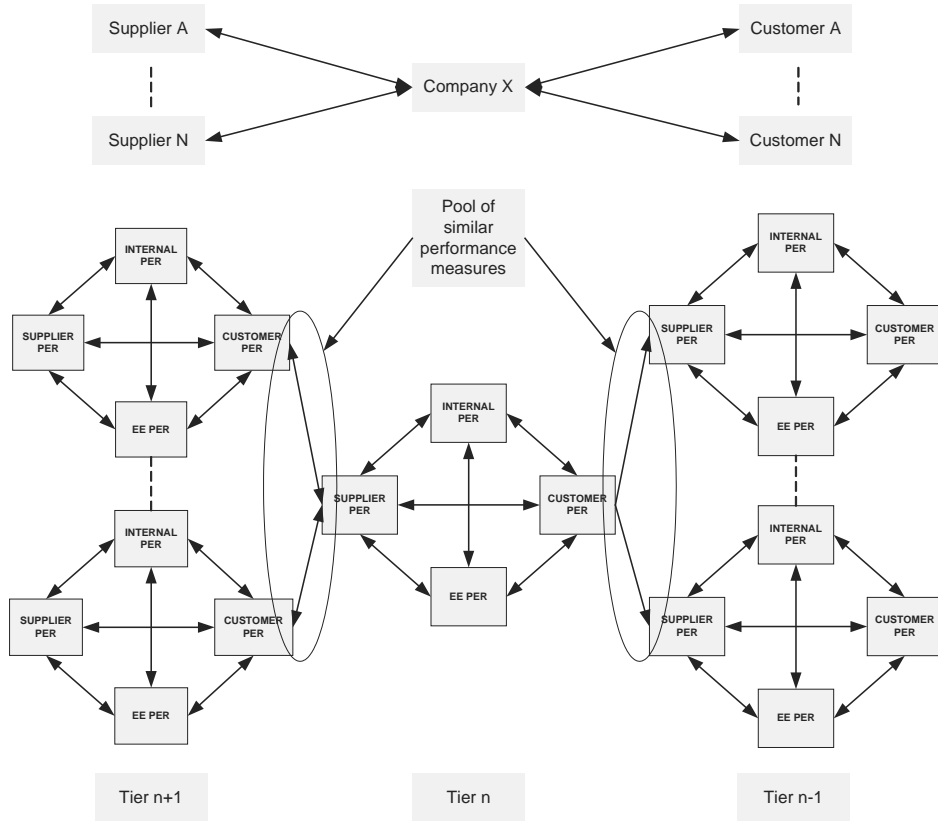 Supplier A
Customer A
Company X
Supplier N
Customer N
Pool of
similar
performance
measures
INTERNAL
PER
SUPPLIER
PER
CUSTOMER
PER
EE PER
INTERNAL
PER
SUPPLIER
PER
CUSTOMER
PER
EE PER
INTERNAL
PER
SUPPLIER
PER
CUSTOMER
PER
EE PER
INTERNAL
PER
SUPPLIER
PER
CUSTOMER
PER
EE PER
INTERNAL
PER
SUPPLIER
PER
CUSTOMER
PER
EE PER
Tier n+1
Tier n
Tier n-1